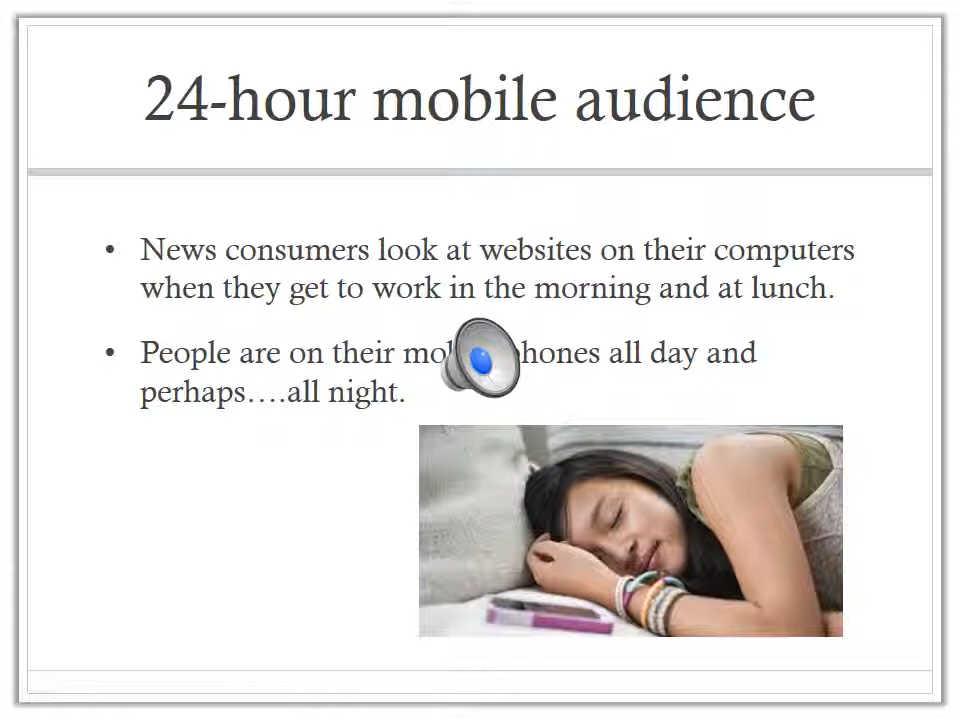 24-hour mobile audience
• News consumers look at websites on their computers
when they get to work in the morning and at lunch.
• People are on their phones all day and
perhaps….all night.